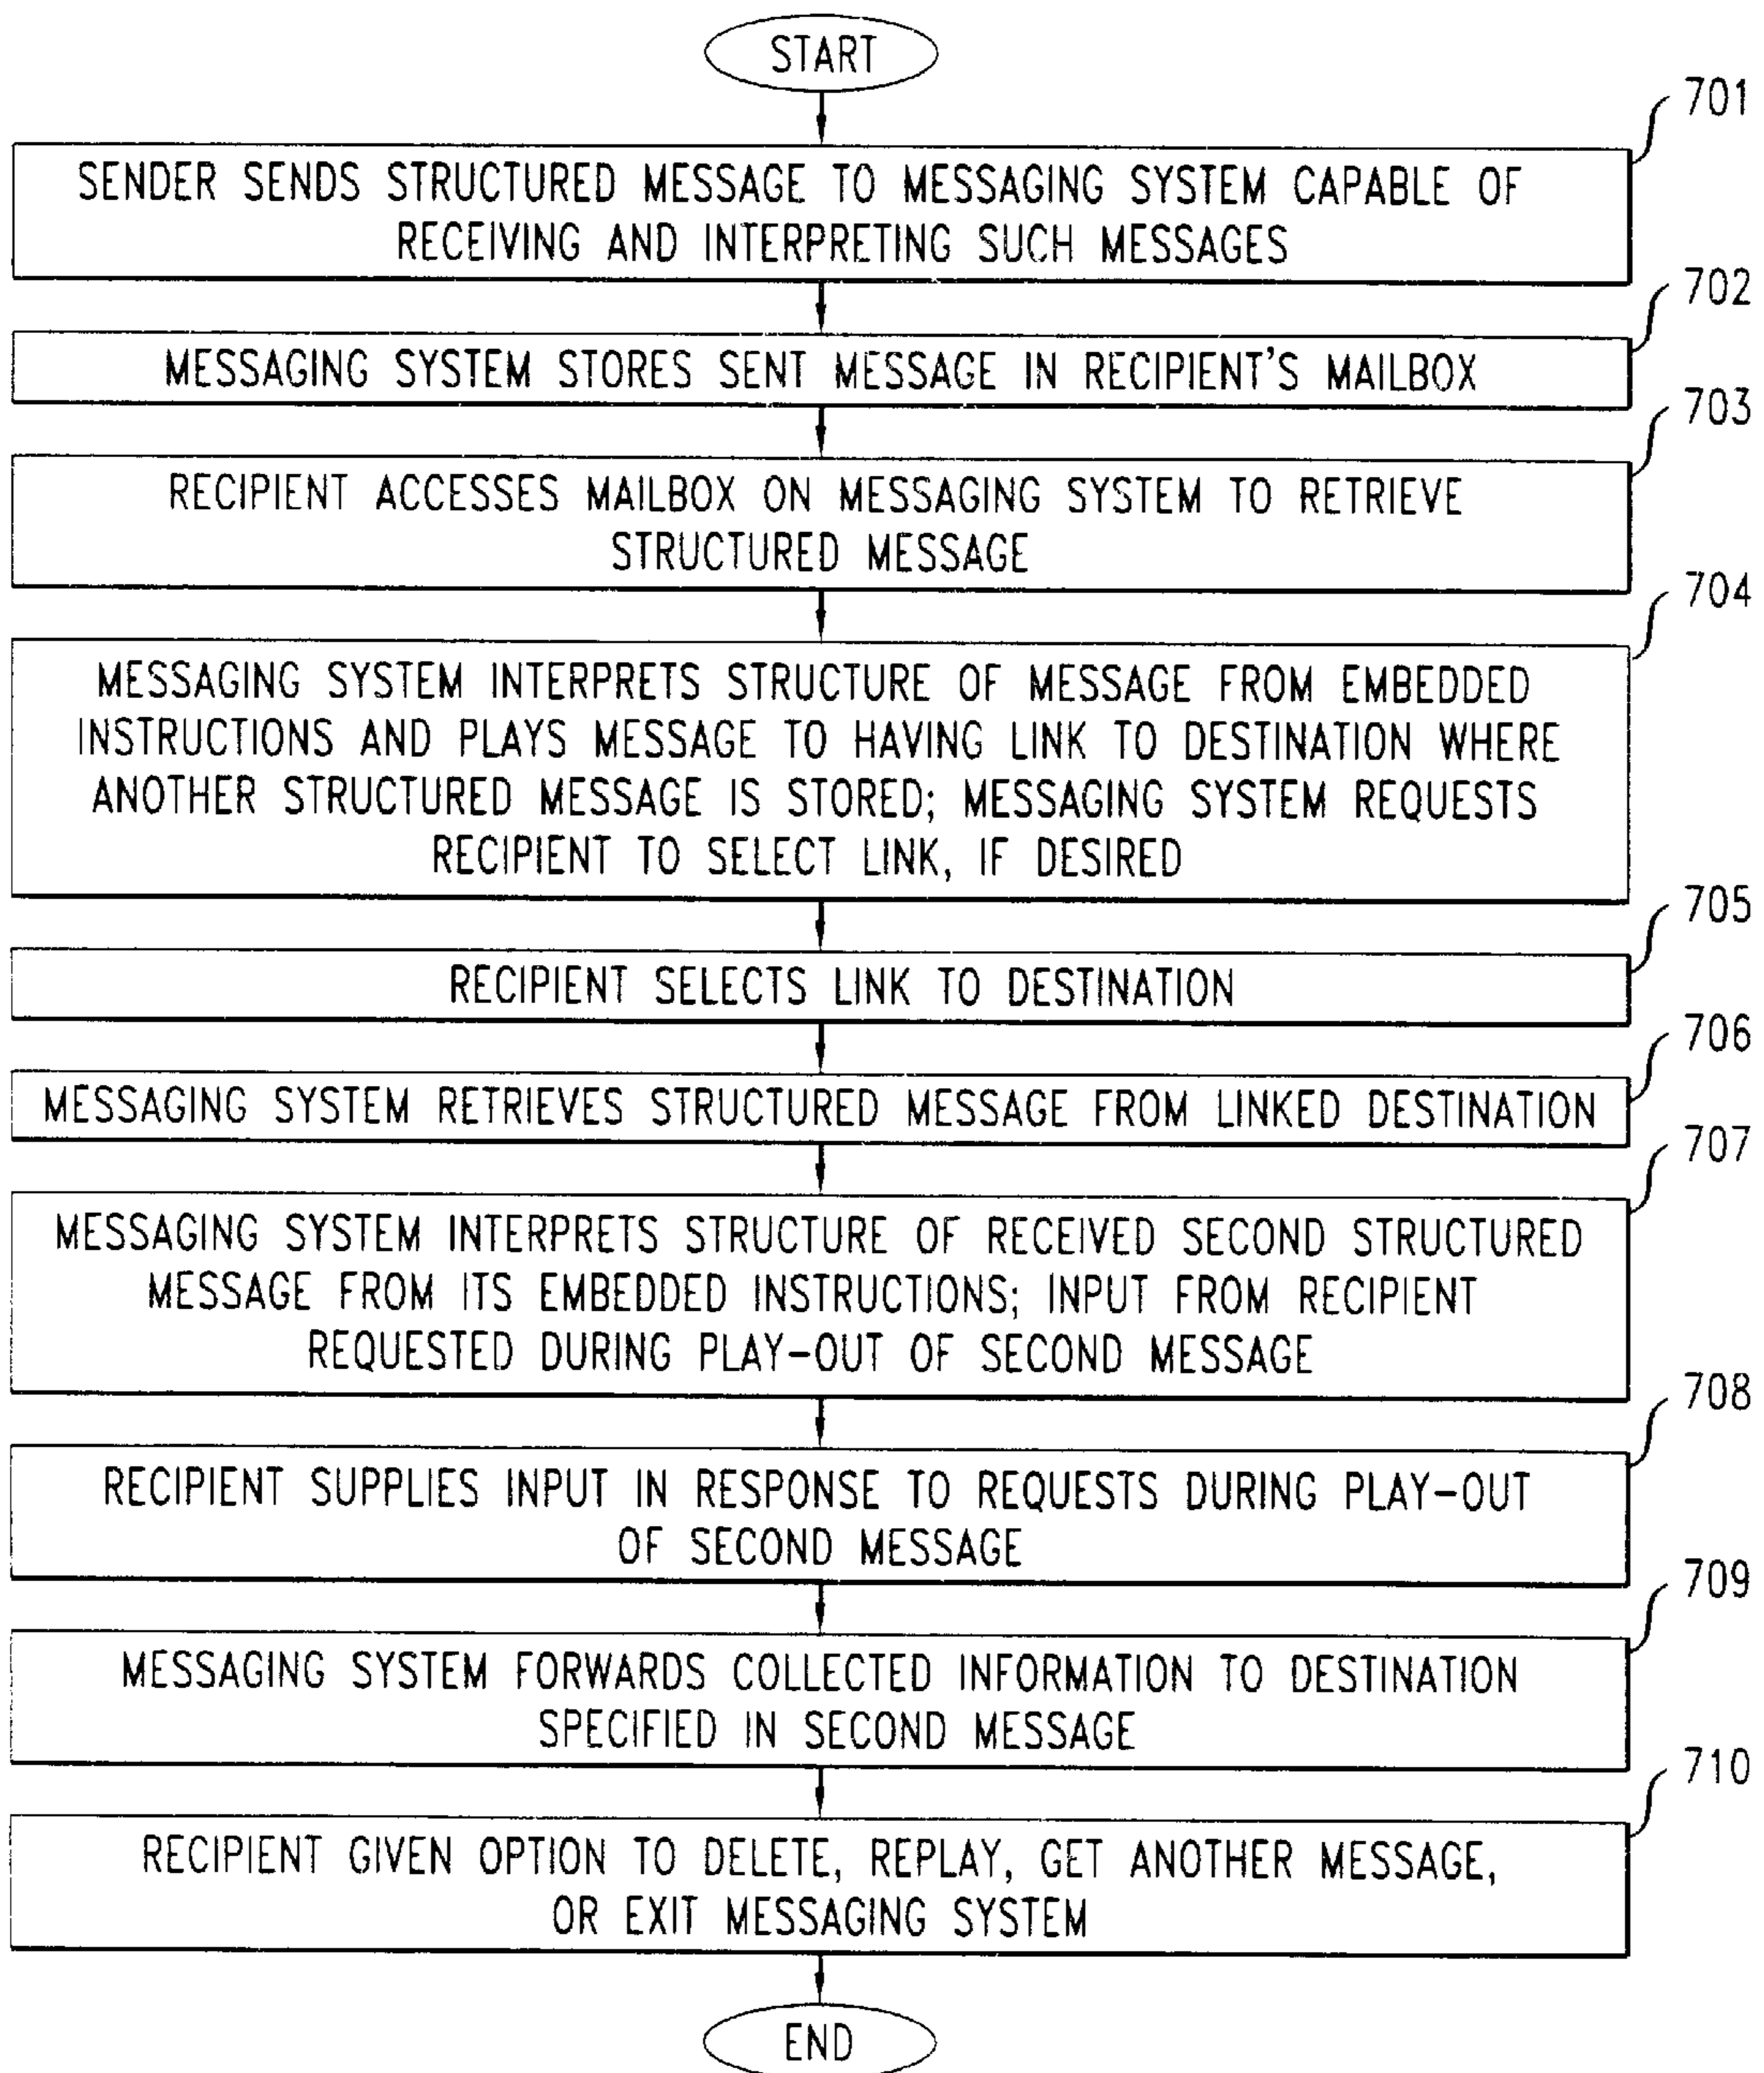 START
701
SENDER SENDS STRUCTURED MESSAGE TO MESSAGING SYSTEM CAPABLE OF
RECEIVING AND INTERPRETING SUCH MESSAGES
702
MESSAGING SYSTEM STORES SENT MESSAGE IN RECIPIENT'S MAILBOX
703
RECIPIENT ACCESSES MAILBOX ON MESSAGING SYSTEM TO RETRIEVE
STRUCTURED MESSAGE
704
MESSAGING SYSTEM INTERPRETS STRUCTURE OF MESSAGE FROM EMBEDDED
INSTRUCTIONS AND PLAYS MESSAGE TO HAVING LINK TO DESTINATION WHERE
ANOTHER STRUCTURED MESSAGE IS STORED; MESSAGING SYSTEM REQUESTS
RECIPIENT TO SELECT LINK, IF DESIRED
705
RECIPIENT SELECTS LINK TO DESTINATION
706
MESSAGING SYSTEM RETRIEVES STRUCTURED MESSAGE FROM LINKED DESTINATION
707
MESSAGING SYSTEM INTERPRETS STRUCTURE OF RECEIVED SECOND STRUCTURED
MESSAGE FROM ITS EMBEDDED INSTRUCTIONS; INPUT FROM RECIPIENT
REQUESTED DURING PLAY-OUT OF SECOND MESSAGE
708
RECIPIENT SUPPLIES INPUT IN RESPONSE TO REQUESTS DURING PLAY-OUT
OF SECOND MESSAGE
709
MESSAGING SYSTEM FORWARDS COLLECTED INFORMATION TO DESTINATION
SPECIFIED IN SECOND MESSAGE
710
RECIPIENT GIVEN OPTION TO DELETE, REPLAY, GET ANOTHER MESSAGE,
OR EXIT MESSAGING SYSTEM
END